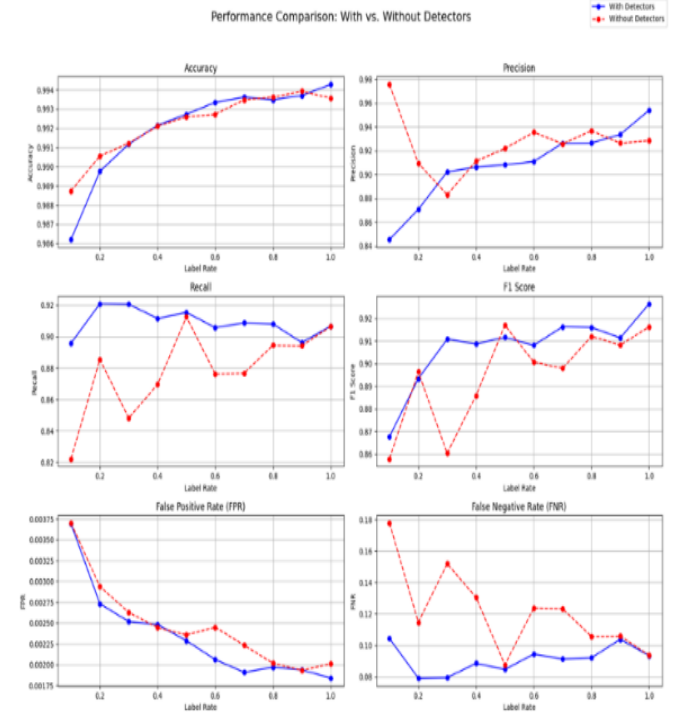 Performance Comparison: With vs. Without Detectors
With Detectors
Without Detectors
Accuracy
Accuracy
0.994
0.993
0.992
0.991
0.990
0.989
0.988
0.987
0.986
0.2 0.4 0.6 0.8 1.0
Label Rate
Precision
Precision
0.98
0.96
0.94
0.92
0.90
0.88
0.86
0.84
0.2 0.4 0.6 0.8 1.0
Label Rate
Recall
Recall
0.92
0.90
0.88
0.86
0.84
0.82
0.2 0.4 0.6 0.8 1.0
Label Rate
F1 Score
F1 Score
0.92
0.91
0.90
0.89
0.88
0.87
0.86
0.2 0.4 0.6 0.8 1.0
Label Rate
False Positive Rate (FPR)
FPR
0.00375
0.00350
0.00325
0.00300
0.00275
0.00250
0.00225
0.00200
0.00175
0.2 0.4 0.6 0.8 1.0
Label Rate
False Negative Rate (FNR)
FNR
0.18
0.16
0.14
0.12
0.10
0.08
0.2 0.4 0.6 0.8 1.0
Label Rate